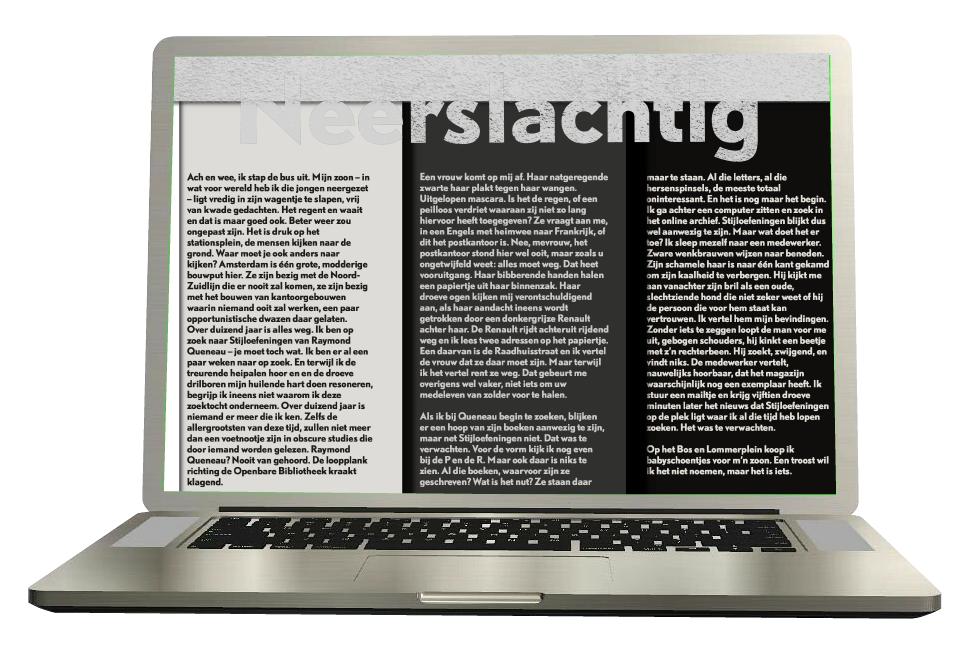 Neerslachtig
Ach en wee, ik stap de bus uit. Mijn zoon – in
wat voor wereld heb ik die jongen neergezet
– ligt vredig in zijn wagentje te slapen, vrij
van kwade gedachten. Het regent en waait
en dat is maar goed ook. Beter weer zou
ongepast zijn. Het is druk op het
stationsplein, de mensen kijken naar de
grond. Waar moet je ook anders naar
kijken? Amsterdam is één grote, modderige
bouwput hier. Ze zijn bezig met de Noord-
Zuidlijn die er nooit zal komen, ze zijn bezig
met het bouwen van kantoorgebouwen
waarin niemand ooit zal werken, een paar
opportunistische dwazen daar gelaten.
Over duizend jaar is alles weg. Ik ben op
zoek naar Stijloefeningen van Raymond
Queneau – je moet toch wat. Ik ben er al een
paar weken naar op zoek. En terwijl ik de
treurende heipalen hoor en en de droeve
drilboren mijn huilende hart doen resoneren,
begrijp ik ineens niet waarom ik deze
zoektocht onderneem. Over duizend jaar is
niemand er meer die ik ken. Zelfs de
allergrootsten van deze tijd, zullen niet meer
dan een voetnootje zijn in obscure studies die
door iemand worden gelezen. Raymond
Queneau? Nooit van gehoord. De loopplank
richting de Openbare Bibliotheek kraakt
klagend.
Een vrouw komt op mij af. Haar natgeregende
zwarte haar plakt tegen haar wangen.
Uitgelopen mascara. Is het de regen, of een
peilloos verdriet waaraan zij niet zo lang
hiervoor heeft toegegeven? Ze vraagt aan me,
in een Engels met heimwee naar Frankrijk, of
dit het postkantoor is. Nee, mevrouw, het
postkantoor stond hier wel ooit, maar zoals u
ongetwijfeld weet: alles moet weg. Dat heet
vooruitgang. Haar bibberende handen halen
een papiertje uit haar binnenzak. Haar
droeve ogen kijken mij verontschuldigend
aan, als haar aandacht ineens wordt
getrokken door een donkergrijze Renault
achter haar. De Renault rijdt achteruit rijdend
weg en ik lees twee adressen op het papiertje.
Een daarvan is de Raadhuisstraat en ik vertel
de vrouw dat ze daar moet zijn. Maar terwijl
ik het vertel rent ze weg. Dat gebeurt me
overigens wel vaker, niet iets om uw
medeleven van zolder voor te halen.
Als ik bij Queneau begin te zoeken, blijken
er een hoop van zijn boeken aanwezig te zijn,
maar net Stijloefeningen niet. Dat was te
verwachten. Voor de vorm kijk ik nog even
bij de P en de R. Maar ook daar is niks te
zien. Al die boeken, waarvoor zijn ze
geschreven? Wat is het nut? Ze staan daar
maar te staan. Al die letters, al die
hersenspinsels, de meeste totaal
oninteressant. En het is nog maar het begin.
Ik ga achter een computer zitten en zoek in
het online archief. Stijloefeningen blijkt dus
wel aanwezig te zijn. Maar wat doet het er
toe? Ik sleep mezelf naar een medewerker.
Zware wenkbrauwen wijzen naar beneden.
Zijn schamele haar is naar één kant gekamd
om zijn kaalheid te verbergen. Hij kijkt me
aan vanachter zijn bril als een oude,
slechtziende hond die niet zeker weet of hij
de persoon die voor hem staat kan
vertrouwen. Ik vertel hem mijn bevindingen.
Zonder iets te zeggen loopt de man voor me
uit, gebogen schouders, hij kinkt een beetje
met z'n rechterbeen. Hij zoekt, zwijgend, en
vindt niks. De medewerker vertelt,
nauwelijks hoorbaar, dat het magazijn
waarschijnlijk nog een exemplaar heeft. Ik
stuur een mailtje en krijg vijftien droeve
minuten later het nieuws dat Stijloefeningen
op de plek ligt waar ik al die tijd heb lopen
zoeken. Het was te verwachten.
Op het Bos en Lommerplein koop ik
babyschoentjes voor m'n zoon. Een troost wil
ik het niet noemen, maar het is iets.